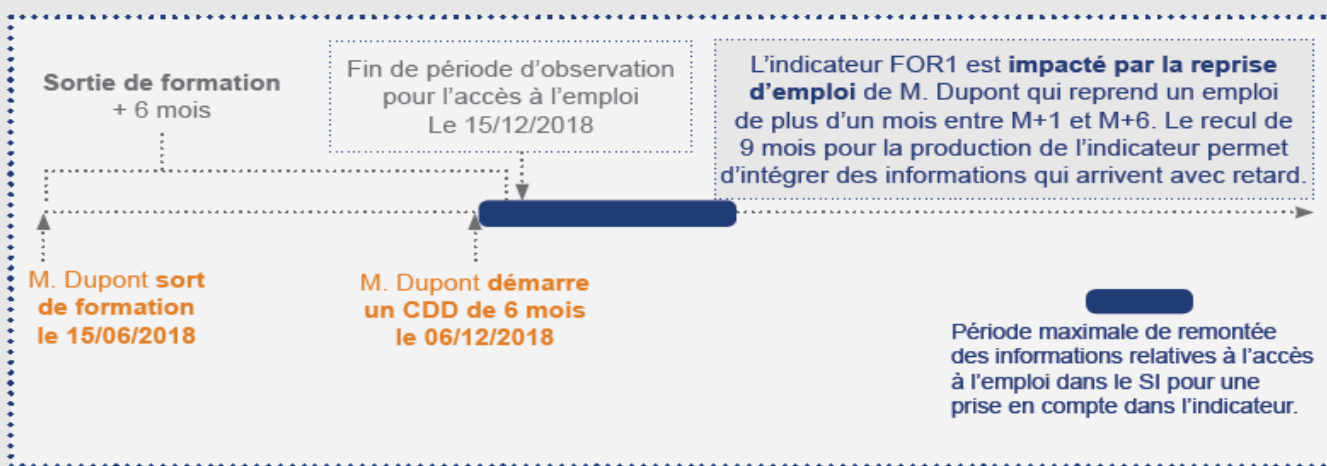 Sortie de formation
+ 6 mois
Fin de période d'observation
pour l'accès à l'emploi
Le 15/12/2018
L'indicateur FOR1 est impacté par la reprise
d'emploi de M. Dupont qui reprend un emploi
de plus d'un mois entre M+1 et M+6. Le recul de
9 mois pour la production de l'indicateur permet
d'intégrer des informations qui arrivent avec retard.
M. Dupont sort
de formation
le 15/06/2018
M. Dupont démarre
un CDD de 6 mois
le 06/12/2018
Période maximale de remontée
des informations relatives à l'accès
à l'emploi dans le SI pour une
prise en compte dans l'indicateur.